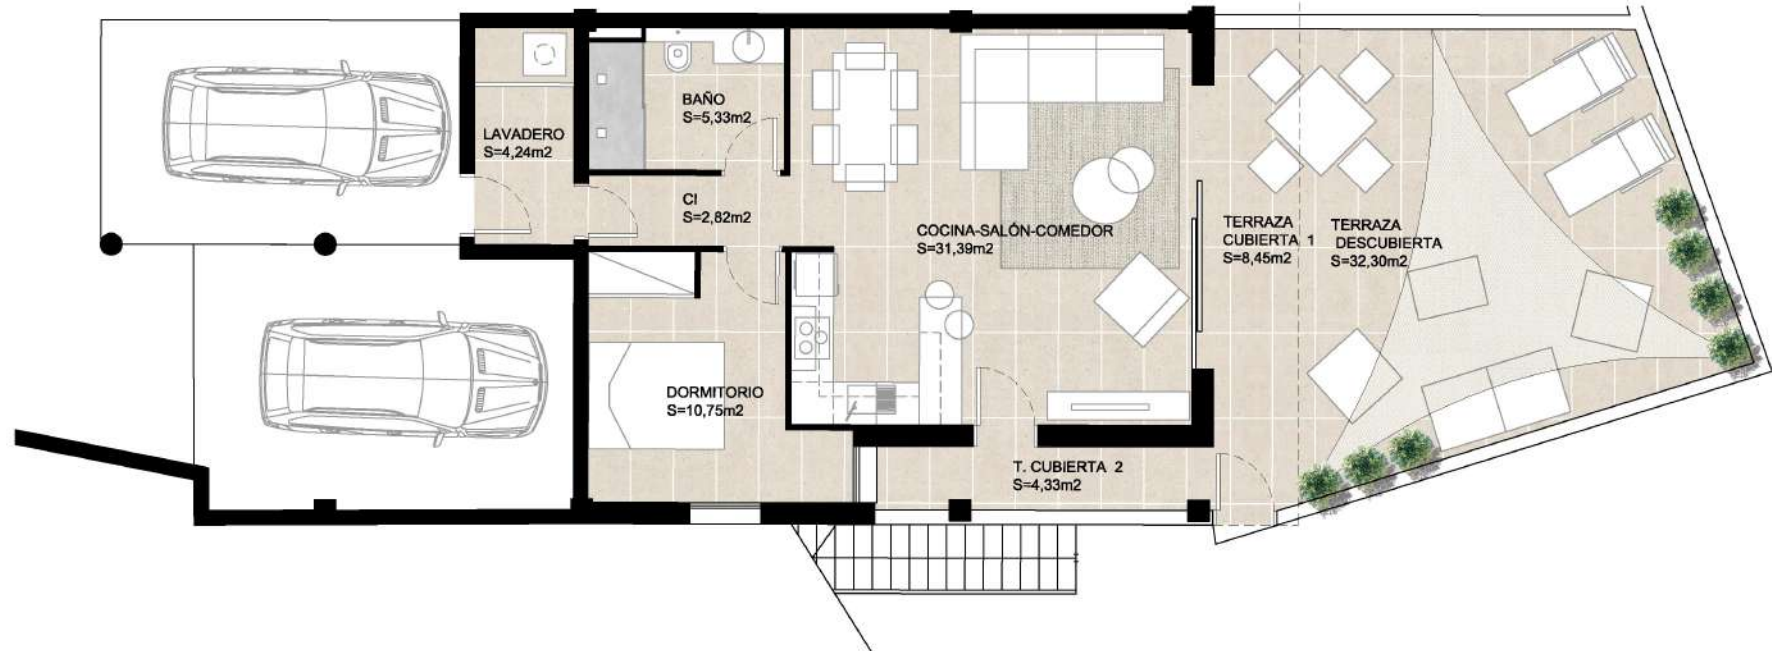 BAÑO
S=5,33m2
LAVADERO
S=4,24m2
CI
S=2,82m2
COCINA-SALÓN-COMEDOR
S=31,39m2
TERRAZA
CUBIERTA 1
S=8,45m2
TERRAZA
DESCUBIERTA
S=32,30m2
DORMITORIO
S=10,75m2
T. CUBIERTA 2
S=4,33m2